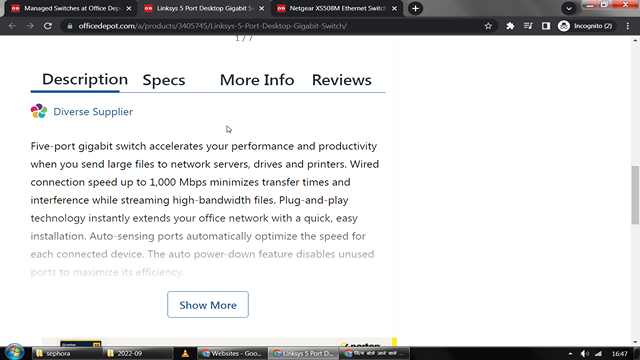 Managed Switches at Office Dep
Linksys 5 Port Desktop Gigabit S
Netgear XS508M Ethernet Switch
officedepot.com/a/products/3405745/Linksys-5-Port-Desktop-Gigabit-Switch/
Incognito (2)
1/7
Description
Specs
More Info
Reviews
Diverse Supplier
Five-port gigabit switch accelerates your performance and productivity
when you send large files to network servers, drives and printers. Wired
connection speed up to 1,000 Mbps minimizes transfer times and
interference while streaming high-bandwidth files. Plug-and-play
technology instantly extends your office network with a quick, easy
installation. Auto-sensing ports automatically optimize the speed for
each connected device. The auto power-down feature disables unused
ports to maximize its efficiency.
Show More
norton
sephora
2022-09
Websites - Goo...
Linksys 5 Port D...
16:47